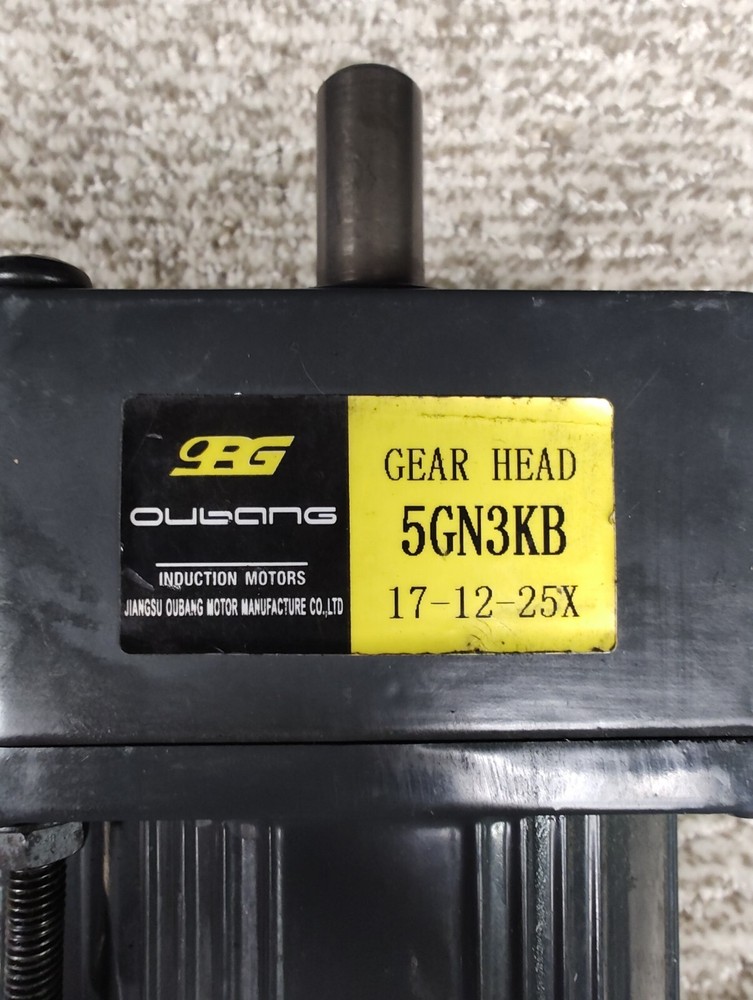 OBG
OUBANG
INDUCTION MOTORS
JIANGSU OUBANG MOTOR MANUFACTURE CO.,LTD
GEAR HEAD
5GN3KB
17-12-25X